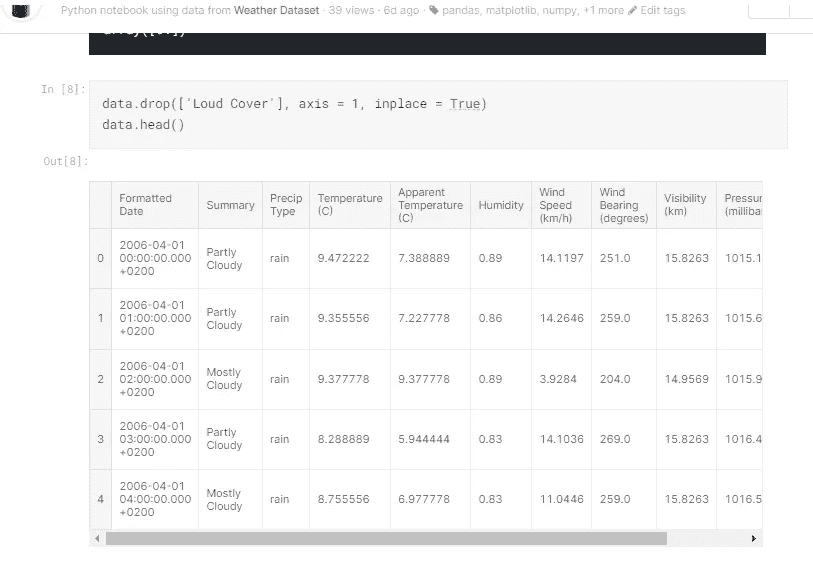 Python notebook using data from Weather Dataset · 39 views · 6d ago · pandas, matplotlib, numpy, +1 more Edit tags
In [8]:
data.drop(['Loud Cover'], axis = 1, inplace = True)
data.head()
Out[8]:
Formatted Date Summary Precip Type Temperature (C) Apparent Temperature (C) Humidity Wind Speed (km/h) Wind Bearing (degrees) Visibility (km) Pressur (milliba
0 2006-04-01 00:00:00.000 +0200 Partly Cloudy rain 9.472222 7.388889 0.89 14.1197 251.0 15.8263 1015.1
1 2006-04-01 01:00:00.000 +0200 Partly Cloudy rain 9.355556 7.227778 0.86 14.2646 259.0 15.8263 1015.6
2 2006-04-01 02:00:00.000 +0200 Mostly Cloudy rain 9.377778 9.377778 0.89 3.9284 204.0 14.9569 1015.9
3 2006-04-01 03:00:00.000 +0200 Partly Cloudy rain 8.288889 5.944444 0.83 14.1036 269.0 15.8263 1016.4
4 2006-04-01 04:00:00.000 +0200 Mostly Cloudy rain 8.755556 6.977778 0.83 11.0446 259.0 15.8263 1016.5